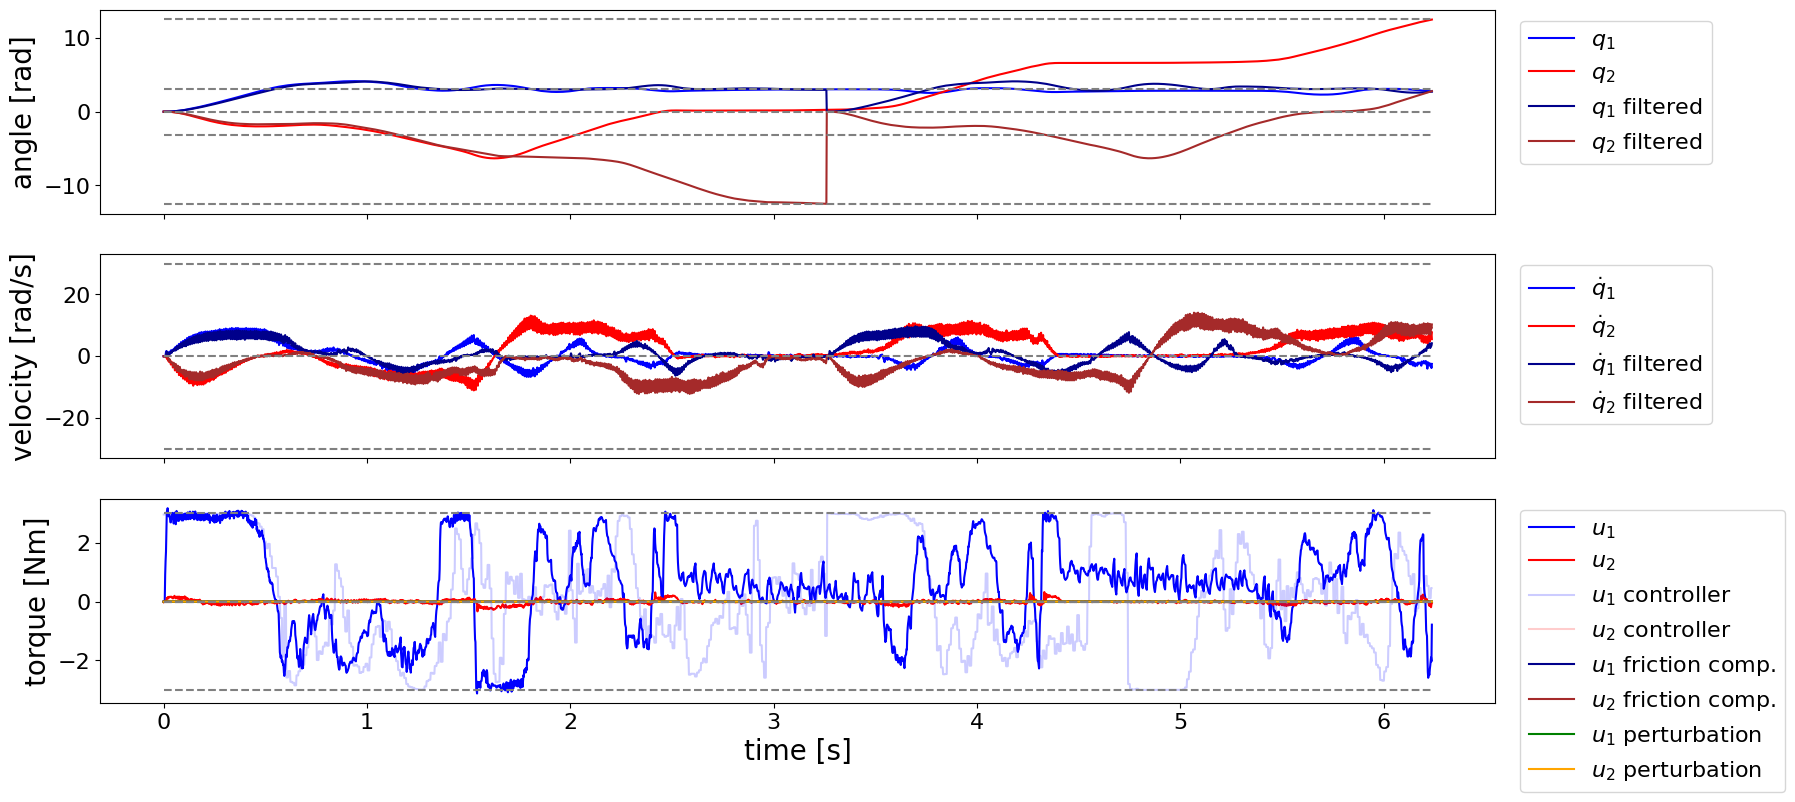 angle [rad]
10
0
−10
q₁
q₂
q₁ filtered
q₂ filtered
velocity [rad/s]
20
0
−20
q̇₁
q̇₂
q̇₁ filtered
q̇₂ filtered
torque [Nm]
2
0
−2
0 1 2 3 4 5 6
time [s]
u₁
u₂
u₁ controller
u₂ controller
u₁ friction comp.
u₂ friction comp.
u₁ perturbation
u₂ perturbation